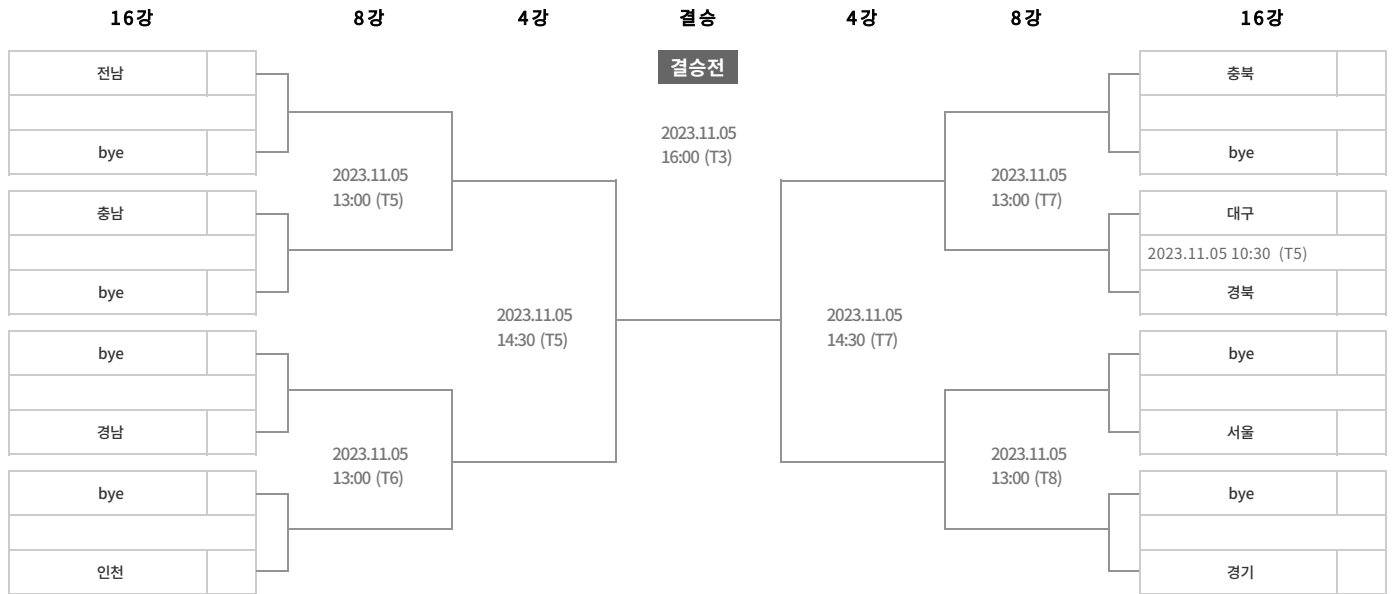 16강 8강 4강 결승 4강 8강 16강
결승전
전남
bye
충남
bye
bye
경남
bye
인천
2023.11.05
13:00 (T5)
2023.11.05
13:00 (T6)
2023.11.05
14:30 (T5)
2023.11.05
16:00 (T3)
2023.11.05
14:30 (T7)
2023.11.05
13:00 (T7)
2023.11.05
13:00 (T8)
충북
bye
대구
2023.11.05 10:30 (T5)
경북
bye
서울
bye
경기